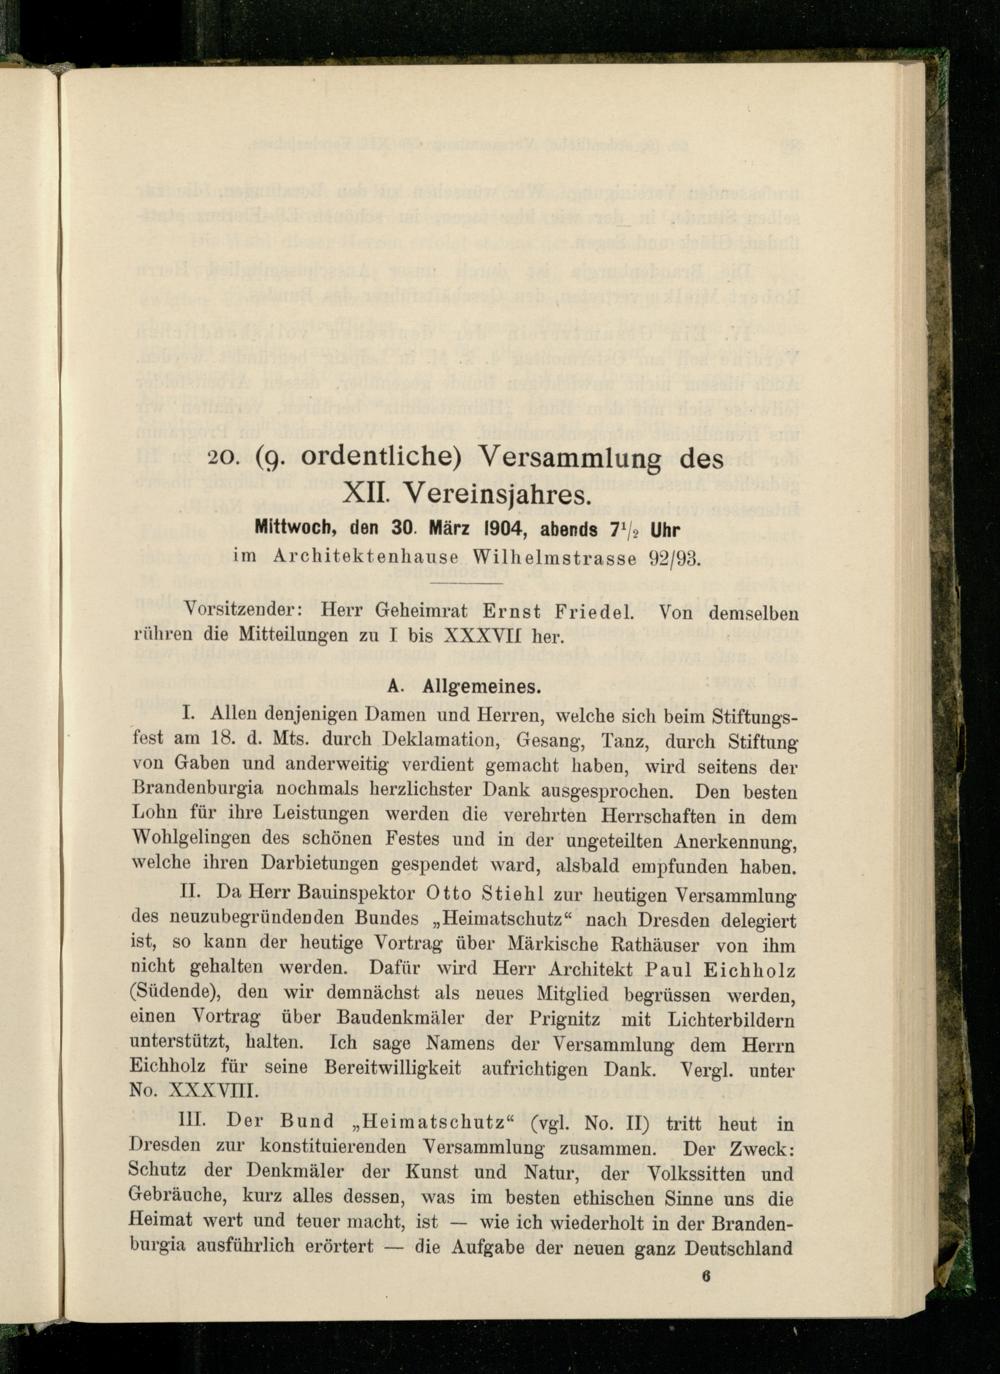 20. (9. ordentliche) Versammlung des
XII. Vereinsjahres.
Mittwoch, den 30. März 1904, abends 7½ Uhr
im Architektenhause Wilhelmstrasse 92/93.
Vorsitzender: Herr Geheimrat Ernst Friedel. Von demselben
rühren die Mitteilungen zu I bis XXXVII her.
A. Allgemeines.
I. Allen denjenigen Damen und Herren, welche sich beim Stiftungs-
fest am 18. d. Mts. durch Deklamation, Gesang, Tanz, durch Stiftung
von Gaben und anderweitig verdient gemacht haben, wird seitens der
Brandenburgia nochmals herzlichster Dank ausgesprochen. Den besten
Lohn für ihre Leistungen werden die verehrten Herrschaften in dem
Wohlgelingen des schönen Festes und in der ungeteilten Anerkennung,
welche ihren Darbietungen gespendet ward, alsbald empfunden haben.
II. Da Herr Bauinspektor Otto Stiehl zur heutigen Versammlung
des neuzubegründenden Bundes „Heimatschutz“ nach Dresden delegiert
ist, so kann der heutige Vortrag über Märkische Rathäuser von ihm
nicht gehalten werden. Dafür wird Herr Architekt Paul Eichholz
(Südende), den wir demnächst als neues Mitglied begrüssen werden,
einen Vortrag über Baudenkmäler der Prignitz mit Lichterbildern
unterstützt, halten. Ich sage Namens der Versammlung dem Herrn
Eichholz für seine Bereitwilligkeit aufrichtigen Dank. Vergl. unter
No. XXXVIII.
III. Der Bund „Heimatschutz“ (vgl. No. II) tritt heut in
Dresden zur konstituierenden Versammlung zusammen. Der Zweck:
Schutz der Denkmäler der Kunst und Natur, der Volkssitten und
Gebräuche, kurz alles dessen, was im besten ethischen Sinne uns die
Heimat wert und teuer macht, ist — wie ich wiederholt in der Branden-
burgia ausführlich erörtert — die Aufgabe der neuen ganz Deutschland
6